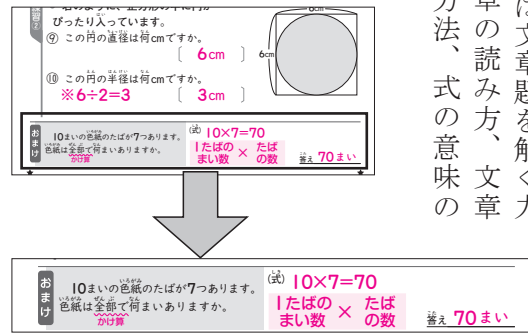 は文章題を解く
章の読み方、文章
方法、式の意味の
ぴったり入っています。
⑨ この円の直径は何cmですか。
〔 6cm 〕
6cm
⑩ この円の半径は何cmですか。
※6÷2=3 〔 3cm 〕
おまけ
10まいの色紙のたばが7つあります。
色紙は全部で何まいありますか。
かけ算
(式) 10×7=70
1たばのまい数 × たばの数
答え 70まい
おまけ
10まいの色紙のたばが7つあります。
色紙は全部で何まいありますか。
かけ算
(式) 10×7=70
1たばのまい数 × たばの数
答え 70まい